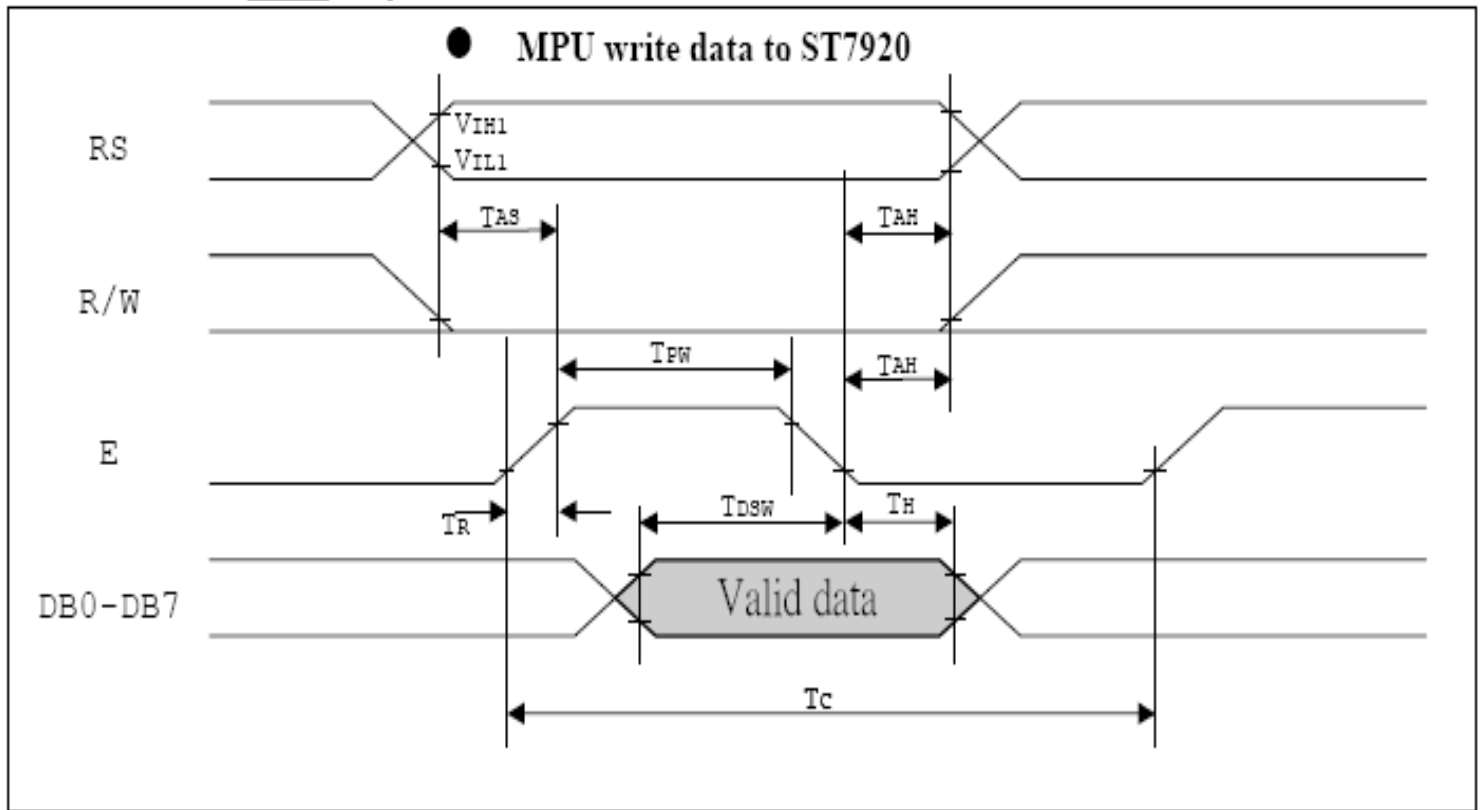 ● MPU write data to ST7920
RS
VIH1
VIL1
TAS
TAH
R/W
TPW
TAH
E
TR
TDSW
TH
DB0-DB7
Valid data
TC